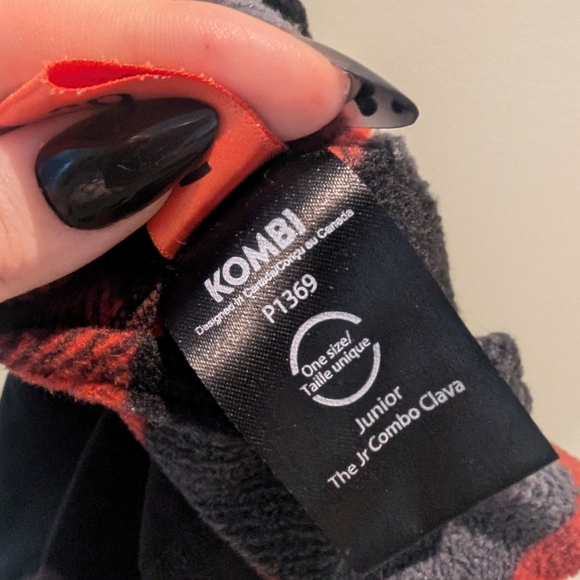 KOMBI
Designed in Canada/Conçu au Canada
P1369
One size/
Taille unique
Junior
The Jr Combo Clava